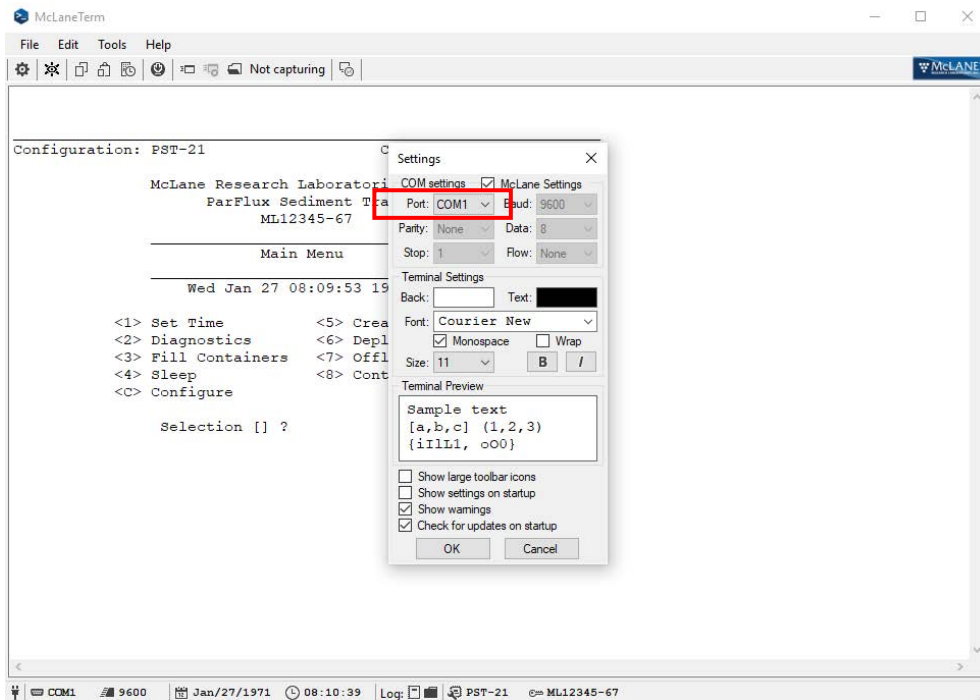 McLaneTerm
File Edit Tools Help
Not capturing
McLANE
Configuration: PST-21
McLane Research Laboratori
ParFlux Sediment Tra
ML12345-67
Main Menu
Wed Jan 27 08:09:53 19
<1> Set Time <5> Crea
<2> Diagnostics <6> Depl
<3> Fill Containers <7> Offl
<4> Sleep <8> Cont
<C> Configure
Selection [] ?
Settings
COM settings McLane Settings
Port: COM1 Baud: 9600
Parity: None Data: 8
Stop: 1 Flow: None
Terminal Settings
Back: Text:
Font: Courier New
Monospace Wrap
Size: 11 B I
Terminal Preview
Sample text
[a,b,c] (1,2,3)
{iIlL1, oO0}
Show large toolbar icons
Show settings on startup
Show warnings
Check for updates on startup
OK Cancel
COM1 9600 Jan/27/1971 08:10:39 Log: PST-21 ML12345-67